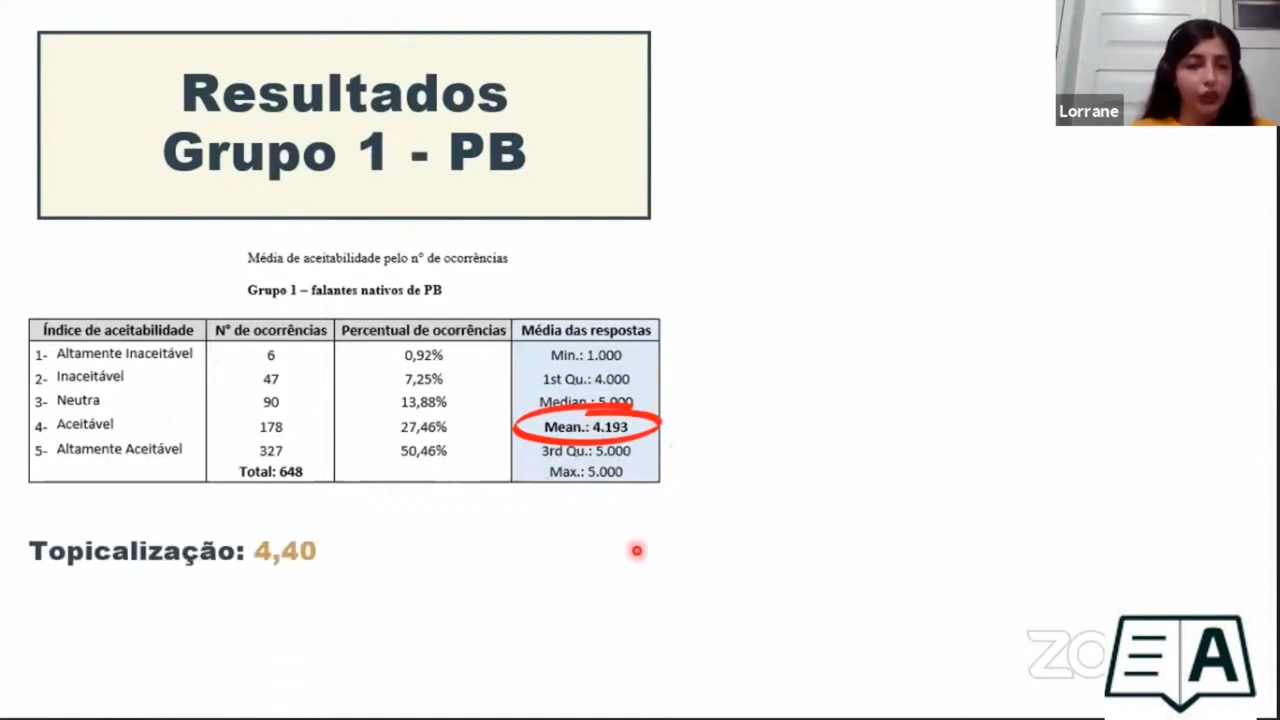 Resultados
Grupo 1 - PB
Lorrane
Média de aceitabilidade pelo n° de ocorrências
Grupo 1 – falantes nativos de PB
Índice de aceitabilidade N° de ocorrências Percentual de ocorrências Média das respostas
1- Altamente Inaceitável 6 0,92% Min.: 1.000
2- Inaceitável 47 7,25% 1st Qu.: 4.000
3- Neutra 90 13,88% Median.: 5.000
4- Aceitável 178 27,46% Mean.: 4.193
5- Altamente Aceitável 327 50,46% 3rd Qu.: 5.000
Total: 648 Max.: 5.000
Topicalização: 4,40
ZO
A